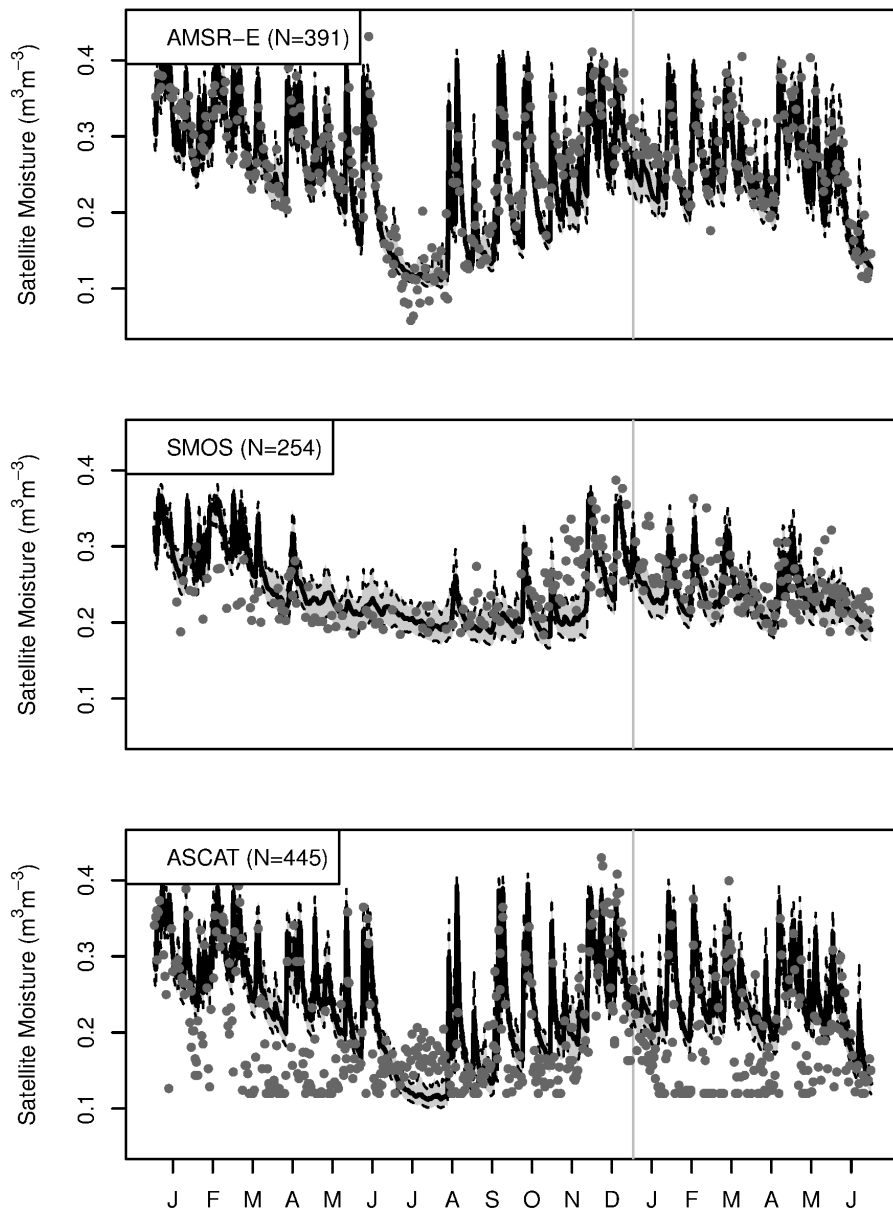 AMSR−E (N=391)
Satellite Moisture (m³m⁻³)
0.4
0.3
0.2
0.1
SMOS (N=254)
Satellite Moisture (m³m⁻³)
0.4
0.3
0.2
0.1
ASCAT (N=445)
Satellite Moisture (m³m⁻³)
0.4
0.3
0.2
0.1
J F M A M J J A S O N D J F M A M J